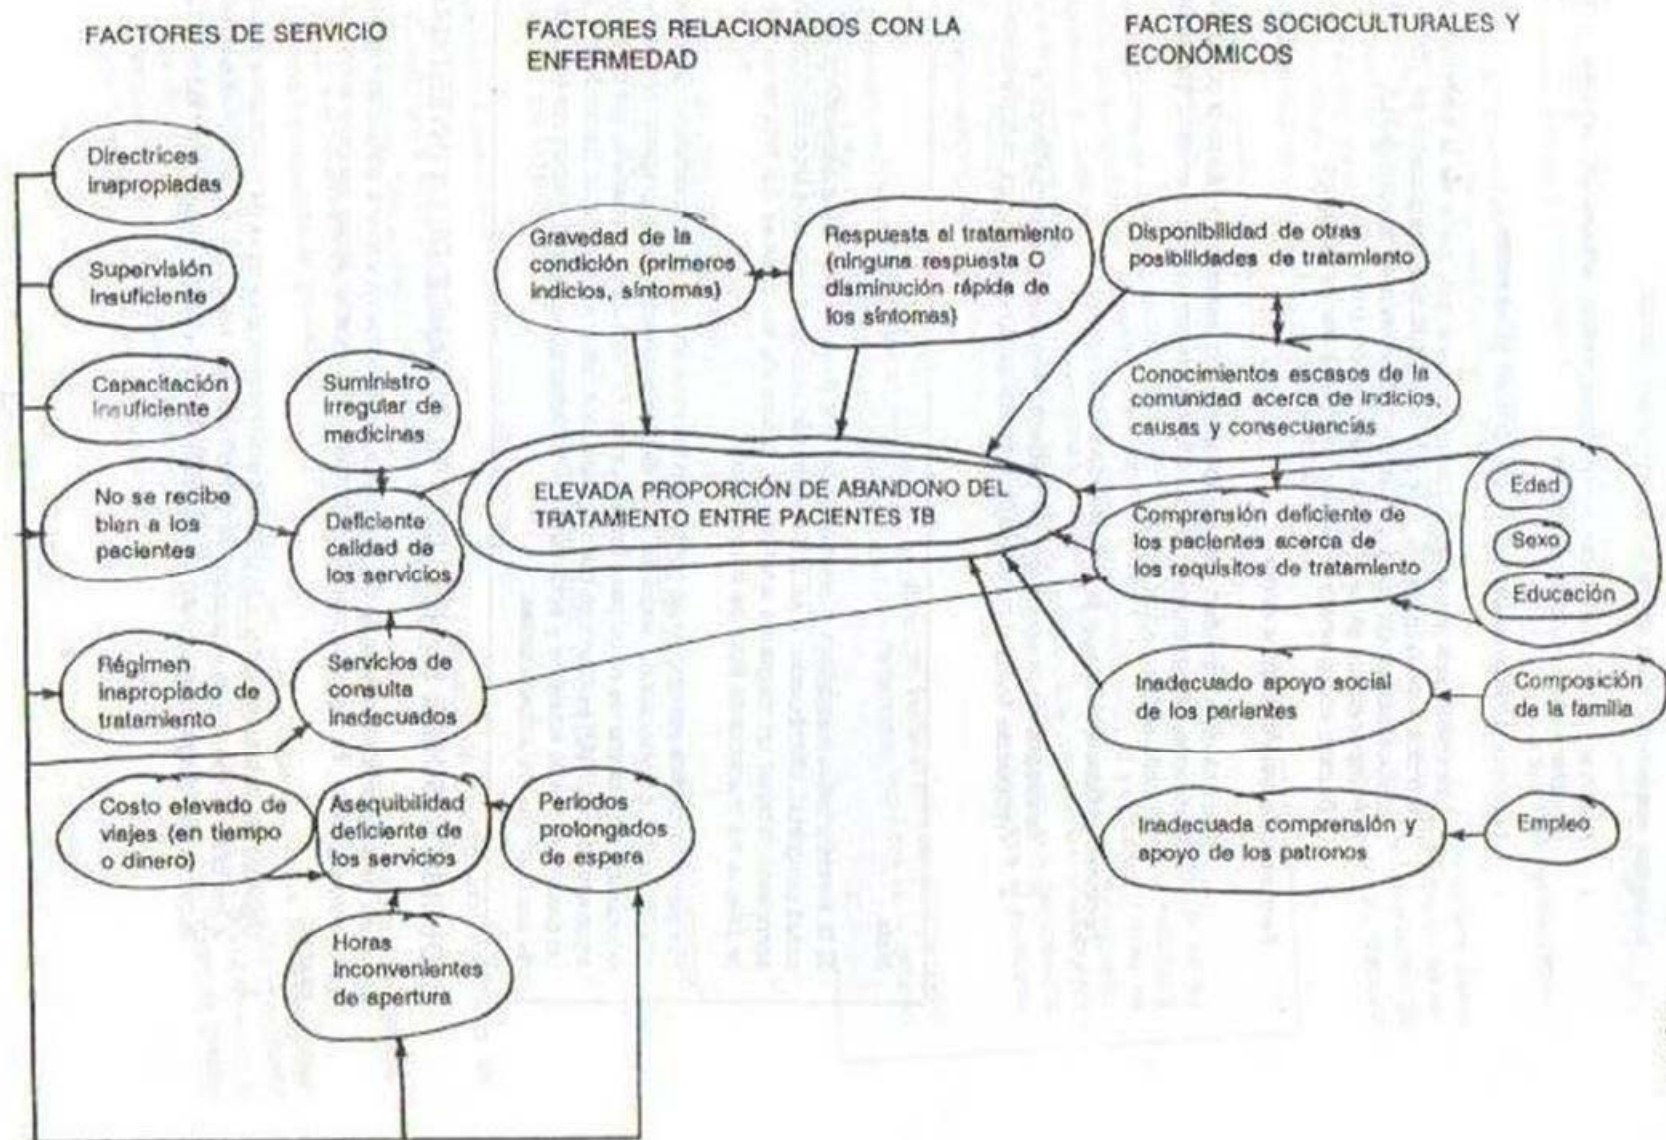 FACTORES DE SERVICIO
FACTORES RELACIONADOS CON LA
ENFERMEDAD
FACTORES SOCIOCULTURALES Y
ECONÓMICOS
Directrices
inapropiadas
Supervisión
insuficiente
Capacitación
insuficiente
No se recibe
bien a los
pacientes
Régimen
inapropiado de
tratamiento
Costo elevado de
viajes (en tiempo
o dinero)
Suministro
irregular de
medicinas
Deficiente
calidad de
los servicios
Servicios de
consulta
inadecuados
Asequibilidad
deficiente de
los servicios
Períodos
prolongados
de espera
Horas
inconvenientes
de apertura
Gravedad de la
condición (primeros
indicios, síntomas)
Respuesta al tratamiento
(ninguna respuesta O
disminución rápida de
los síntomas)
ELEVADA PROPORCIÓN DE ABANDONO DEL
TRATAMIENTO ENTRE PACIENTES TB
Disponibilidad de otras
posibilidades de tratamiento
Conocimientos escasos de la
comunidad acerca de indicios,
causas y consecuencias
Comprensión deficiente de
los pacientes acerca de
los requisitos de tratamiento
Edad
Sexo
Educación
Inadecuado apoyo social
de los parientes
Composición
de la familia
Inadecuada comprensión y
apoyo de los patronos
Empleo